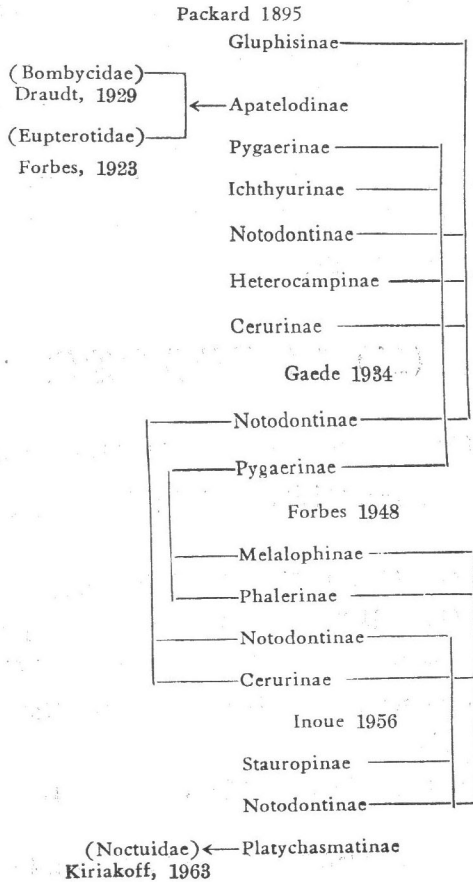 Packard 1895
Gluphisinae
(Bombycidae)
Draudt, 1929
Apatelodinae
(Eupterotidae)
Forbes, 1923
Pygaerinae
Ichthyurinae
Notodontinae
Heterocampinae
Cerurinae
Gaede 1934
Notodontinae
Pygaerinae
Forbes 1948
Melalophinae
Phalerinae
Notodontinae
Cerurinae
Inoue 1956
Stauropinae
Notodontinae
(Noctuidae) ← Platychasmatinae
Kiriakoff, 1963